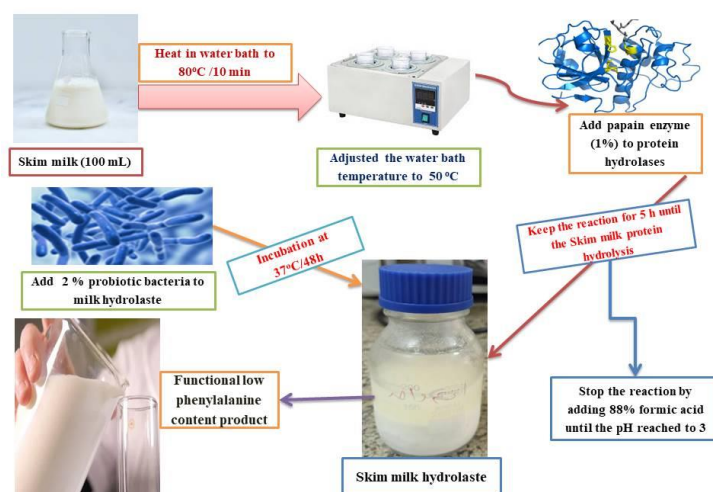 Heat in water bath to
80°C /10 min
Skim milk (100 mL)
Adjusted the water bath
temperature to 50 °C
Add papain enzyme
(1%) to protein
hydrolases
Keep the reaction for 5 h until
the Skim milk protein
hydrolysis
Add 2 % probiotic bacteria to
milk hydrolaste
Incubation at
37°C/48h
Functional low
phenylalanine
content product
Stop the reaction by
adding 88% formic acid
until the pH reached to 3
Skim milk hydrolaste